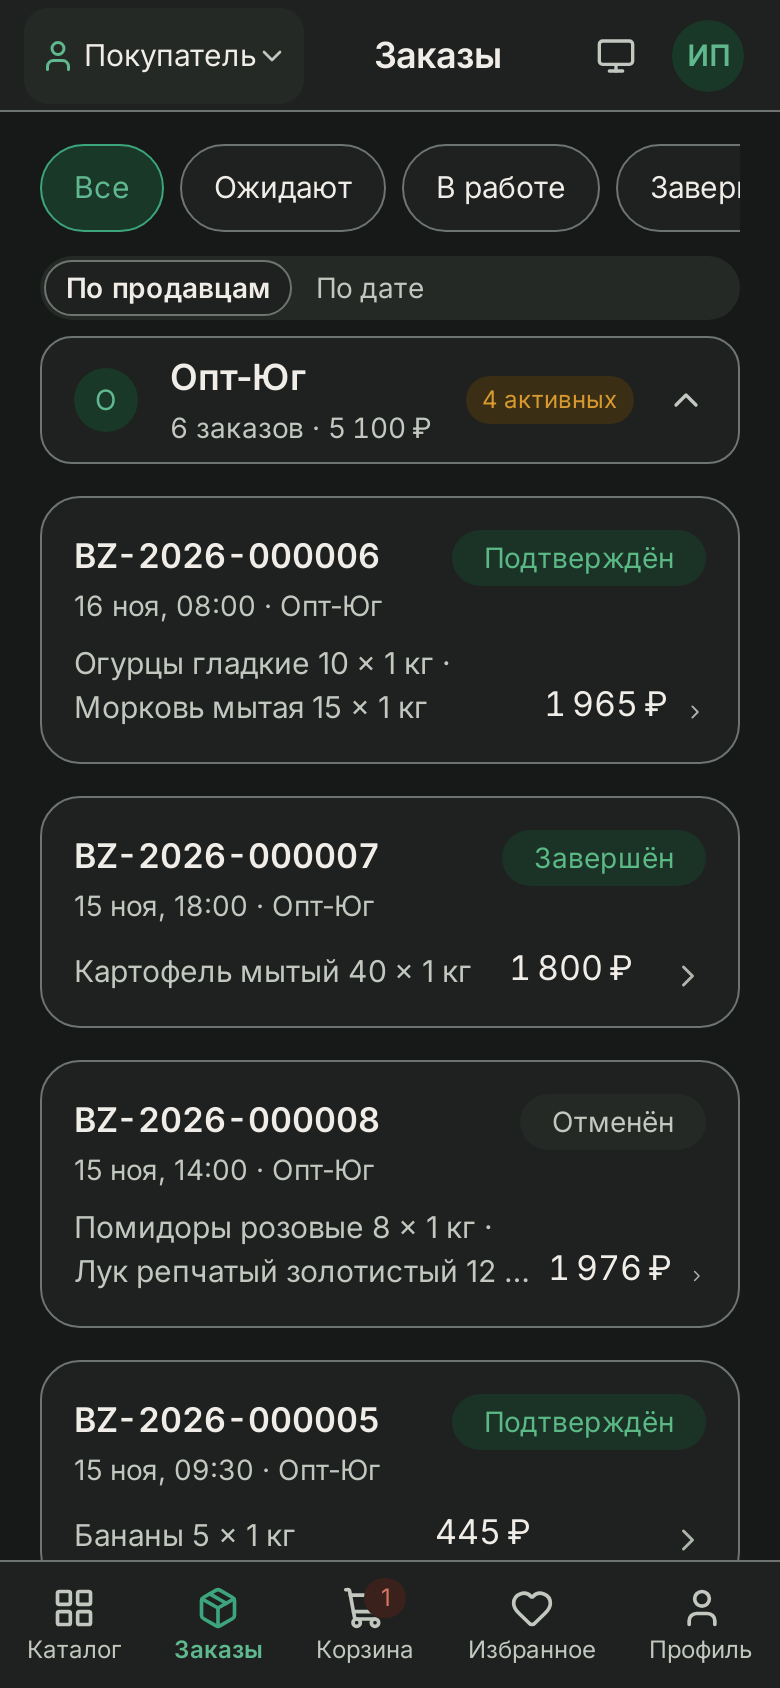 Покупатель
Заказы
ИП
Все
Ожидают
В работе
По продавцам
По дате
О
Опт-Юг
6 заказов · 5 100 ₽
4 активных
BZ-2026-000006
Подтверждён
16 ноя, 08:00 · Опт-Юг
Огурцы гладкие 10 × 1 кг ·
Морковь мытая 15 × 1 кг
1 965 ₽
BZ-2026-000007
Завершён
15 ноя, 18:00 · Опт-Юг
Картофель мытый 40 × 1 кг
1 800 ₽
BZ-2026-000008
Отменён
15 ноя, 14:00 · Опт-Юг
Помидоры розовые 8 × 1 кг ·
Лук репчатый золотистый 12 ...
1 976 ₽
BZ-2026-000005
Подтверждён
15 ноя, 09:30 · Опт-Юг
Бананы 5 × 1 кг
445 ₽
1
Каталог
Заказы
Корзина
Избранное
Профиль